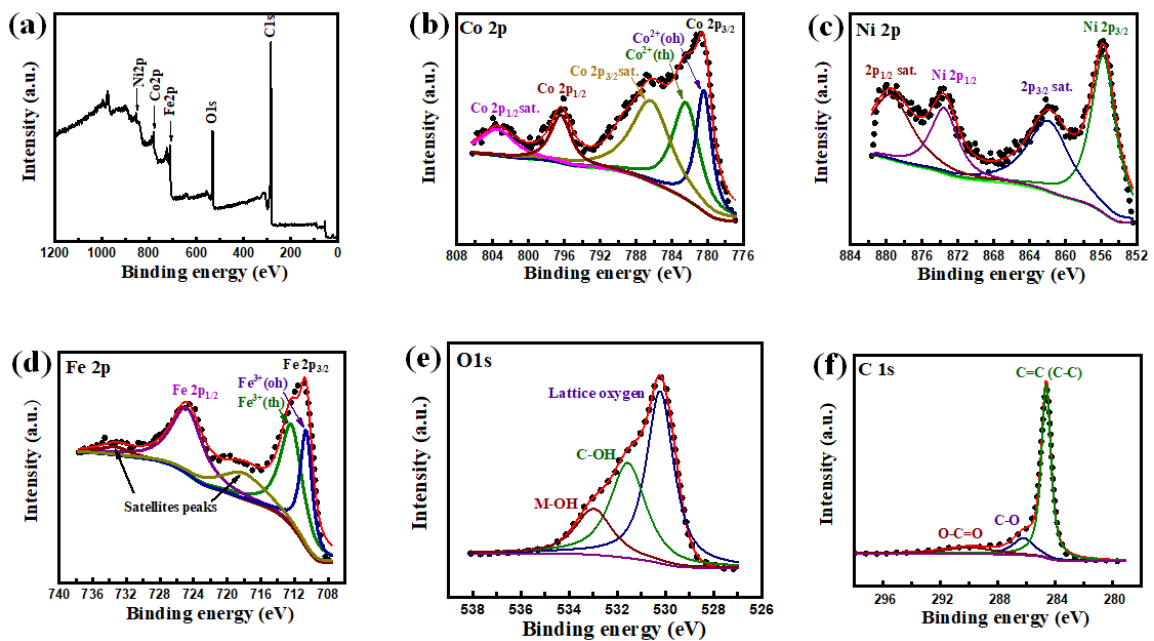 (a)
Intensity (a.u.)
Ni2p
Co2p
Fe2p
O1s
C1s
1200 1000 800 600 400 200 0
Binding energy (eV)
(b)
Co 2p
Intensity (a.u.)
Co 2p3/2
Co²⁺(oh)
Co²⁺(th)
Co 2p3/2sat.
Co 2p1/2
Co 2p1/2sat.
808 804 800 796 792 788 784 780 776
Binding energy (eV)
(c)
Ni 2p
Intensity (a.u.)
Ni 2p3/2
2p1/2 sat.
Ni 2p1/2
2p3/2 sat.
884 880 876 872 868 864 860 856 852
Binding energy (eV)
(d)
Fe 2p
Intensity (a.u.)
Fe 2p3/2
Fe³⁺(oh)
Fe³⁺(th)
Fe 2p1/2
Satellites peaks
740 736 732 728 724 720 716 712 708
Binding energy (eV)
(e)
O1s
Intensity (a.u.)
Lattice oxygen
C-OH
M-OH
538 536 534 532 530 528 526
Binding energy (eV)
(f)
C 1s
Intensity (a.u.)
C=C (C-C)
C-O
O-C=O
296 292 288 284 280
Binding energy (eV)